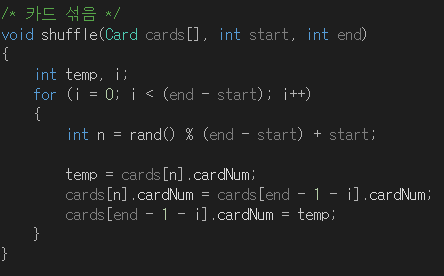 /* 카드 섞음 */
void shuffle(Card cards[], int start, int end)
{
    int temp, i;
    for (i = 0; i < (end - start); i++)
    {
        int n = rand() % (end - start) + start;

        temp = cards[n].cardNum;
        cards[n].cardNum = cards[end - 1 - i].cardNum;
        cards[end - 1 - i].cardNum = temp;
    }
}